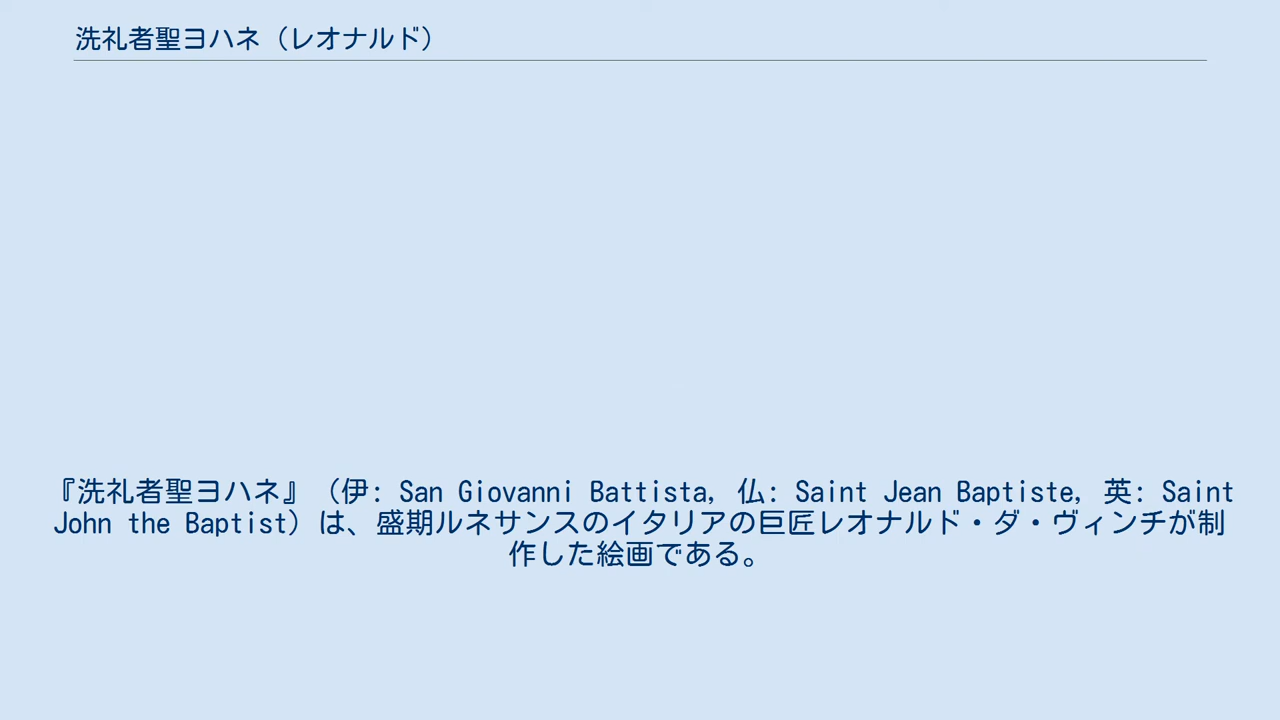 洗礼者聖ヨハネ（レオナルド）
『洗礼者聖ヨハネ』（伊: San Giovanni Battista, 仏: Saint Jean Baptiste, 英: Saint
John the Baptist）は、盛期ルネサンスのイタリアの巨匠レオナルド・ダ・ヴィンチが制
作した絵画である。